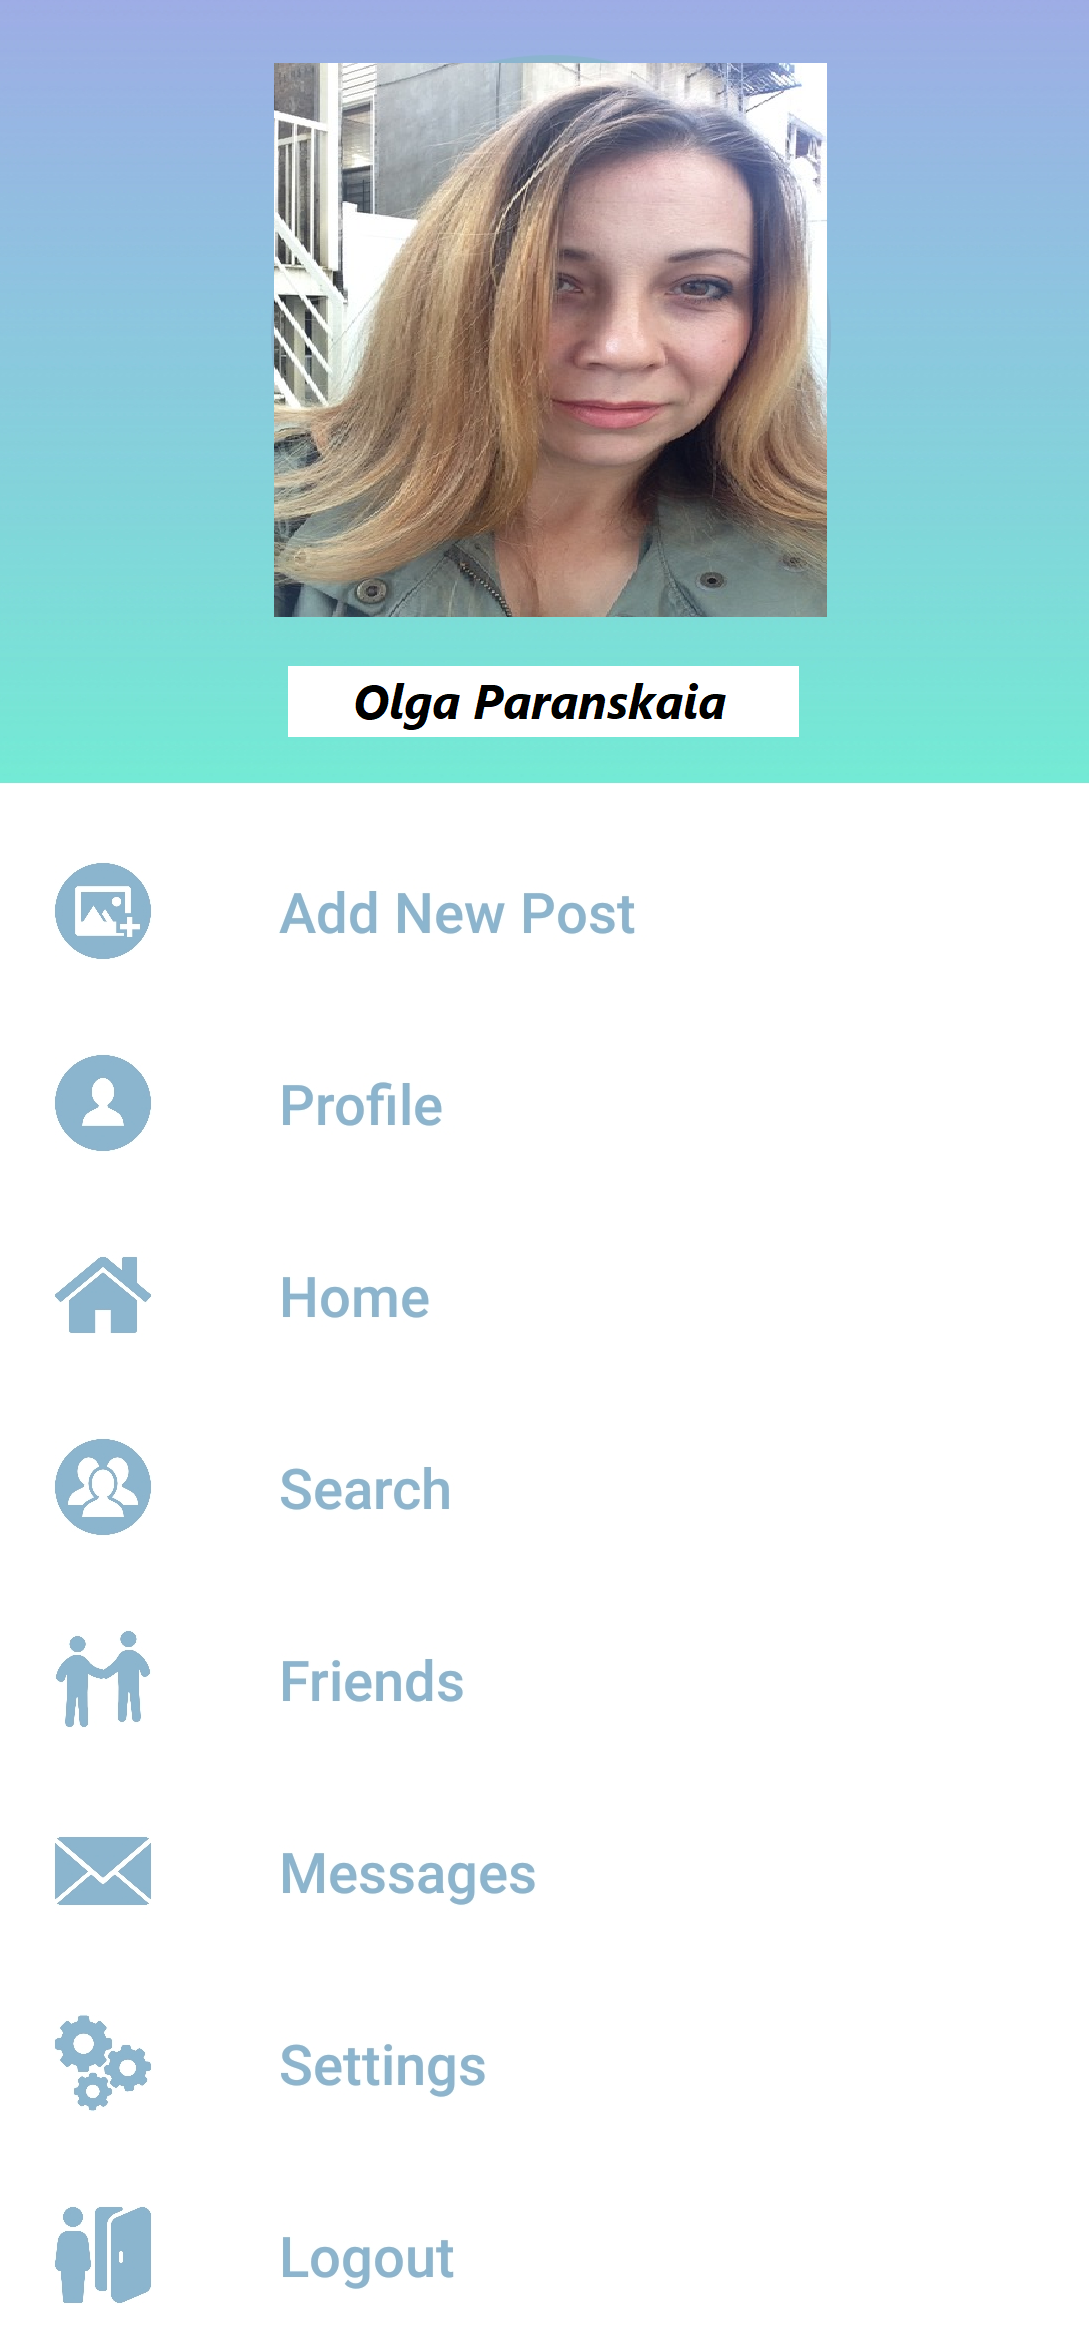 Olga Paranskaia
Add New Post
Profile
Home
Search
Friends
Messages
Settings
Logout